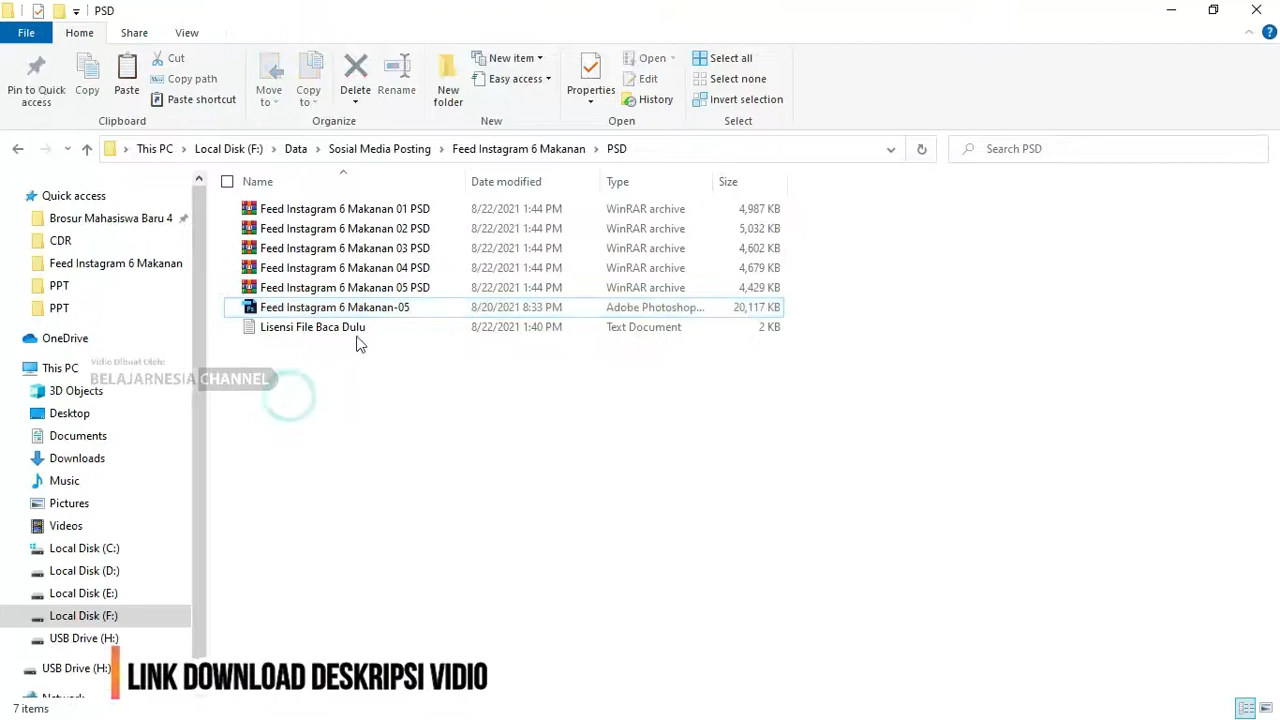 PSD
File Home Share View
Pin to Quick access
Copy
Paste
Cut
Copy path
Paste shortcut
Clipboard
Move to
Copy to
Delete
Rename
Organize
New folder
New item
Easy access
New
Properties
Open
Edit
History
Open
Select all
Select none
Invert selection
Select
This PC > Local Disk (F:) > Data > Sosial Media Posting > Feed Instagram 6 Makanan > PSD
Search PSD
Name Date modified Type Size
Feed Instagram 6 Makanan 01 PSD 8/22/2021 1:44 PM WinRAR archive 4,987 KB
Feed Instagram 6 Makanan 02 PSD 8/22/2021 1:44 PM WinRAR archive 5,032 KB
Feed Instagram 6 Makanan 03 PSD 8/22/2021 1:44 PM WinRAR archive 4,602 KB
Feed Instagram 6 Makanan 04 PSD 8/22/2021 1:44 PM WinRAR archive 4,679 KB
Feed Instagram 6 Makanan 05 PSD 8/22/2021 1:44 PM WinRAR archive 4,429 KB
Feed Instagram 6 Makanan-05 8/20/2021 8:33 PM Adobe Photoshop... 20,117 KB
Lisensi File Baca Dulu 8/22/2021 1:40 PM Text Document 2 KB
Quick access
Brosur Mahasiswa Baru 4
CDR
Feed Instagram 6 Makanan
PPT
PPT
OneDrive
Vidio Dibuat Oleh:
BELAJARNESIA CHANNEL
This PC
3D Objects
Desktop
Documents
Downloads
Music
Pictures
Videos
Local Disk (C:)
Local Disk (D:)
Local Disk (E:)
Local Disk (F:)
USB Drive (H:)
USB Drive (H:)
Network
LINK DOWNLOAD DESKRIPSI VIDIO
7 items